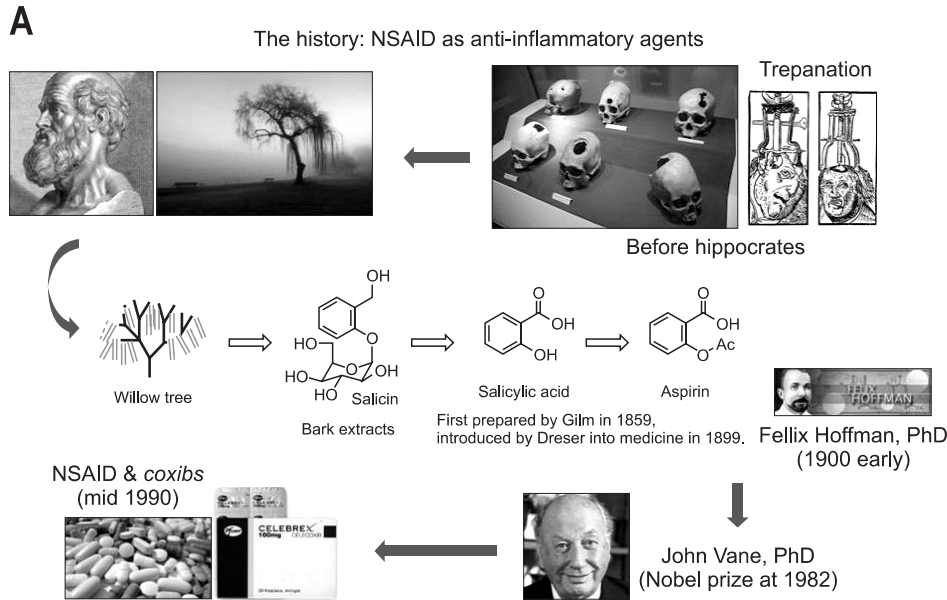 A
The history: NSAID as anti-inflammatory agents
Trepanation
Before hippocrates
OH
O
HO
O
OH
HO
HO
Salicin
Bark extracts
Willow tree
O
OH
OH
Salicylic acid
First prepared by Gilm in 1859,
introduced by Dreser into medicine in 1899.
O
OH
O
Ac
Aspirin
FELIX
HOFFMAN
Fellix Hoffman, PhD
(1900 early)
John Vane, PhD
(Nobel prize at 1982)
NSAID & coxibs
(mid 1990)
Pfizer
CELEBREX
100mg
CELECOXIB